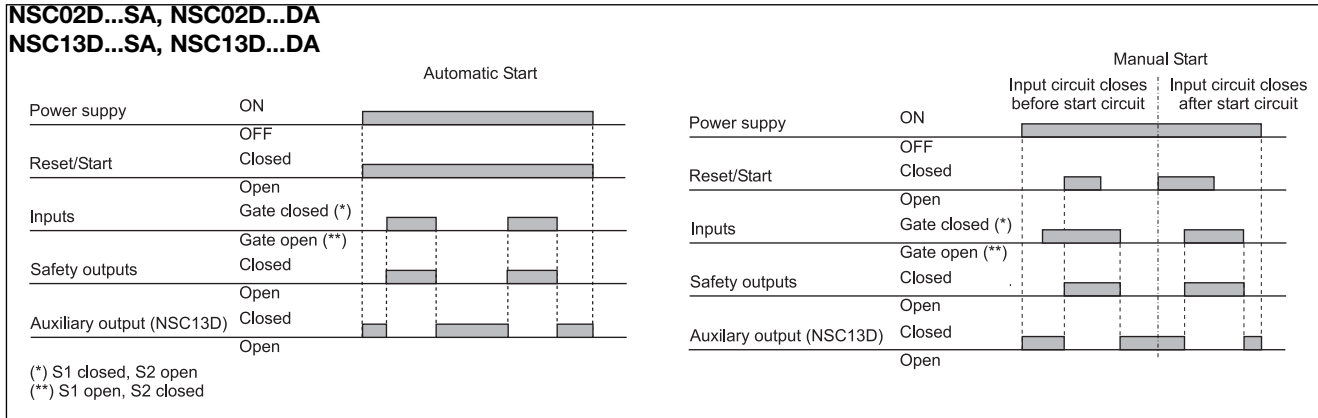 NSC02D...SA, NSC02D...DA
NSC13D...SA, NSC13D...DA
Automatic Start
Power suppy ON
OFF
Reset/Start Closed
Open
Inputs Gate closed (*)
Gate open (**)
Safety outputs Closed
Open
Auxiliary output (NSC13D) Closed
Open
(*) S1 closed, S2 open
(**) S1 open, S2 closed
Manual Start
Input circuit closes before start circuit
Input circuit closes after start circuit
Power suppy ON
OFF
Reset/Start Closed
Open
Inputs Gate closed (*)
Gate open (**)
Safety outputs Closed
Open
Auxilary output (NSC13D) Closed
Open